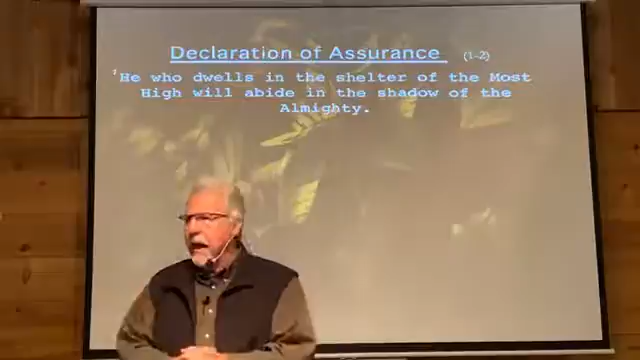 Declaration of Assurance (1-2)
¹He who dwells in the shelter of the Most
High will abide in the shadow of the
Almighty.